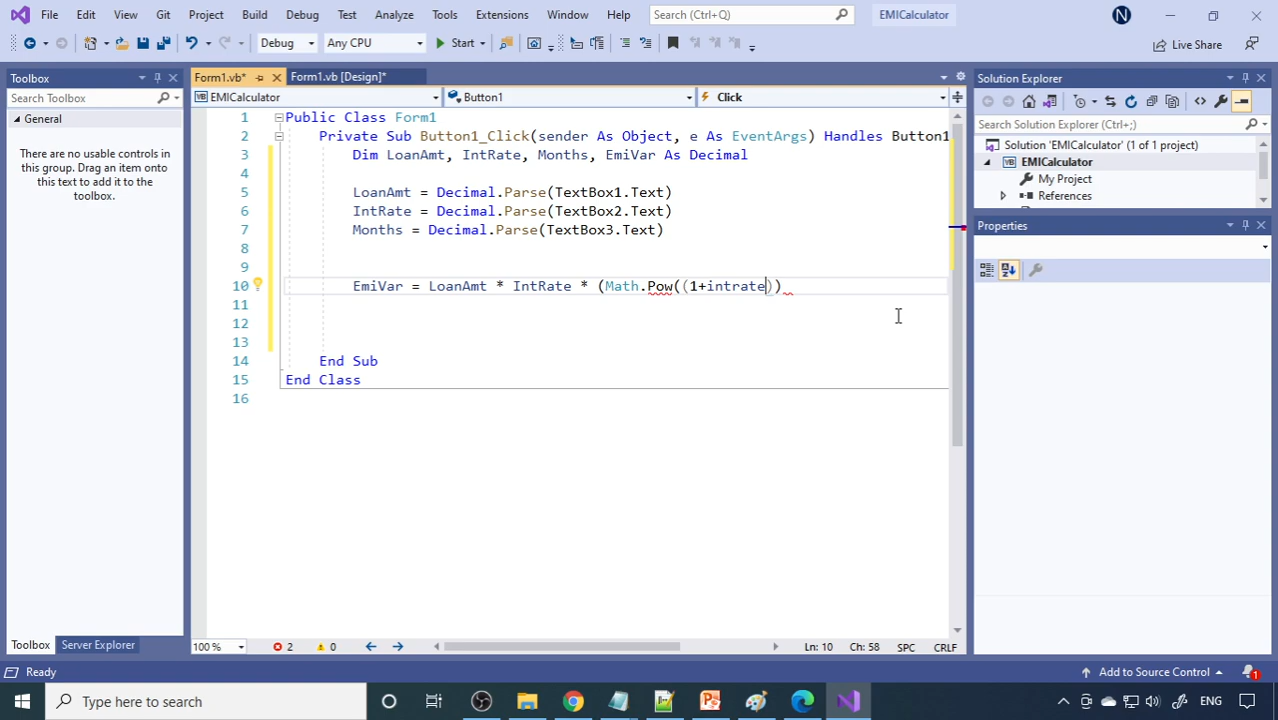 File Edit View Git Project Build Debug Test Analyze Tools Extensions Window Help Search (Ctrl+Q) EMICalculator N
Debug Any CPU Start Live Share
Toolbox
Search Toolbox
General
There are no usable controls in
this group. Drag an item onto
this text to add it to the
toolbox.
Toolbox Server Explorer
Form1.vb* Form1.vb [Design]*
EMICalculator Button1 Click
1 Public Class Form1
2 Private Sub Button1_Click(sender As Object, e As EventArgs) Handles Button1
3 Dim LoanAmt, IntRate, Months, EmiVar As Decimal
4
5 LoanAmt = Decimal.Parse(TextBox1.Text)
6 IntRate = Decimal.Parse(TextBox2.Text)
7 Months = Decimal.Parse(TextBox3.Text)
8
9
10 EmiVar = LoanAmt * IntRate * (Math.Pow((1+intrate))
11
12
13
14 End Sub
15 End Class
16
100 % 2 0 Ln: 10 Ch: 58 SPC CRLF
Solution Explorer
Search Solution Explorer (Ctrl+;)
Solution 'EMICalculator' (1 of 1 project)
EMICalculator
My Project
References
Properties
Ready Add to Source Control 1
Type here to search ENG